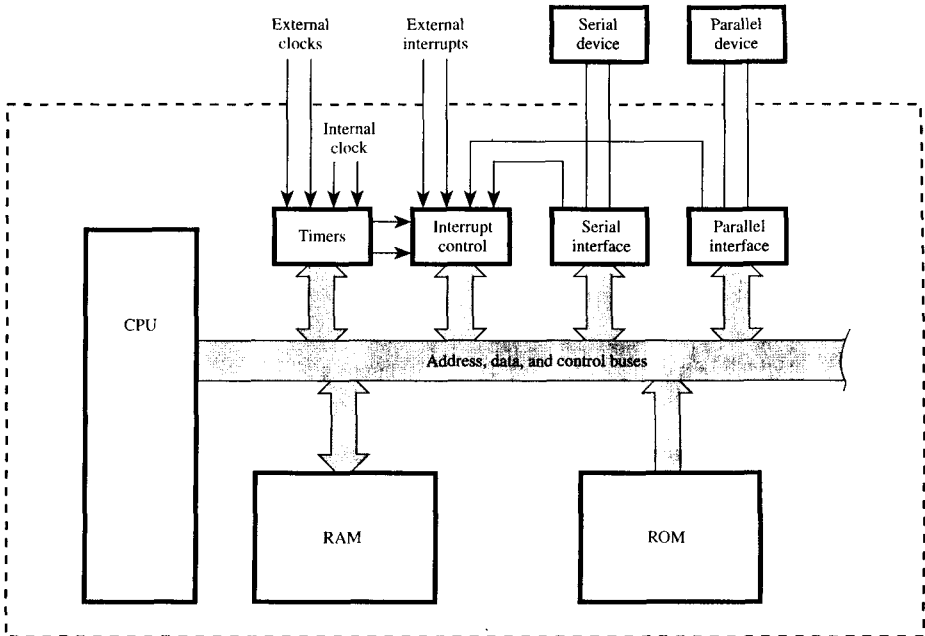 External
clocks
External
interrupts
Serial
device
Parallel
device
Internal
clock
Timers
Interrupt
control
Serial
interface
Parallel
interface
CPU
Address, data, and control buses
RAM
ROM